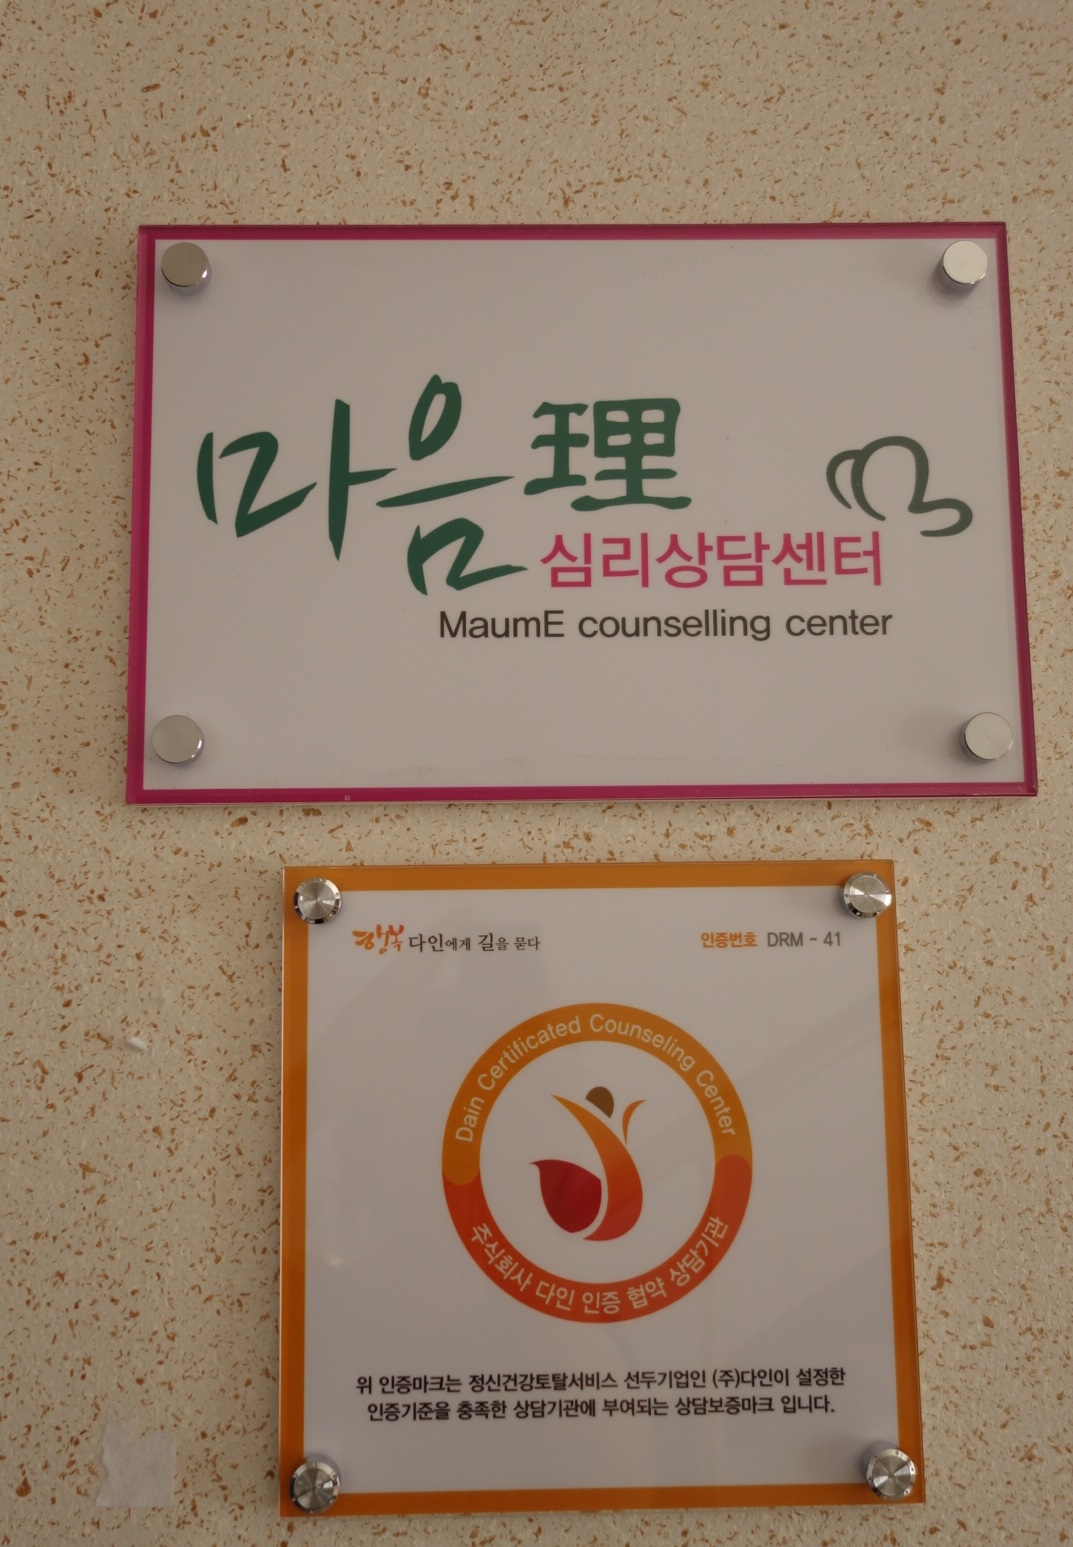 마음理
심리상담센터
MaumE counselling center
행복 다인에게 길을 묻다
인증번호 DRM - 41
Dain Certificated Counseling Center
주식회사 다인 인증 협약 상담기관
위 인증마크는 정신건강토탈서비스 선두기업인 (주)다인이 설정한
인증기준을 충족한 상담기관에 부여되는 상담보증마크 입니다.